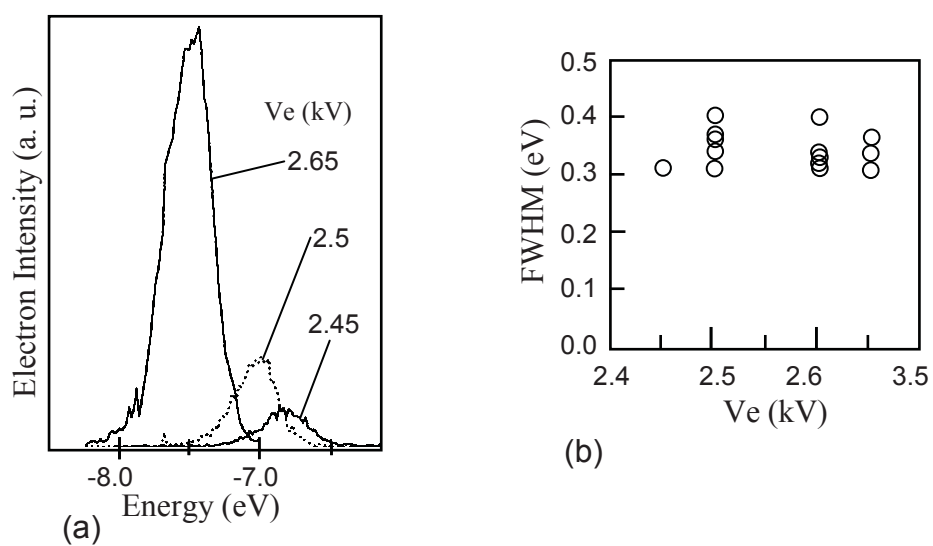 Electron Intensity (a. u.)
Ve (kV)
2.65
2.5
2.45
-8.0
-7.0
Energy (eV)
(a)
FWHM (eV)
0.5
0.4
0.3
0.2
0.1
0.0
2.4
2.5
2.6
3.5
Ve (kV)
(b)